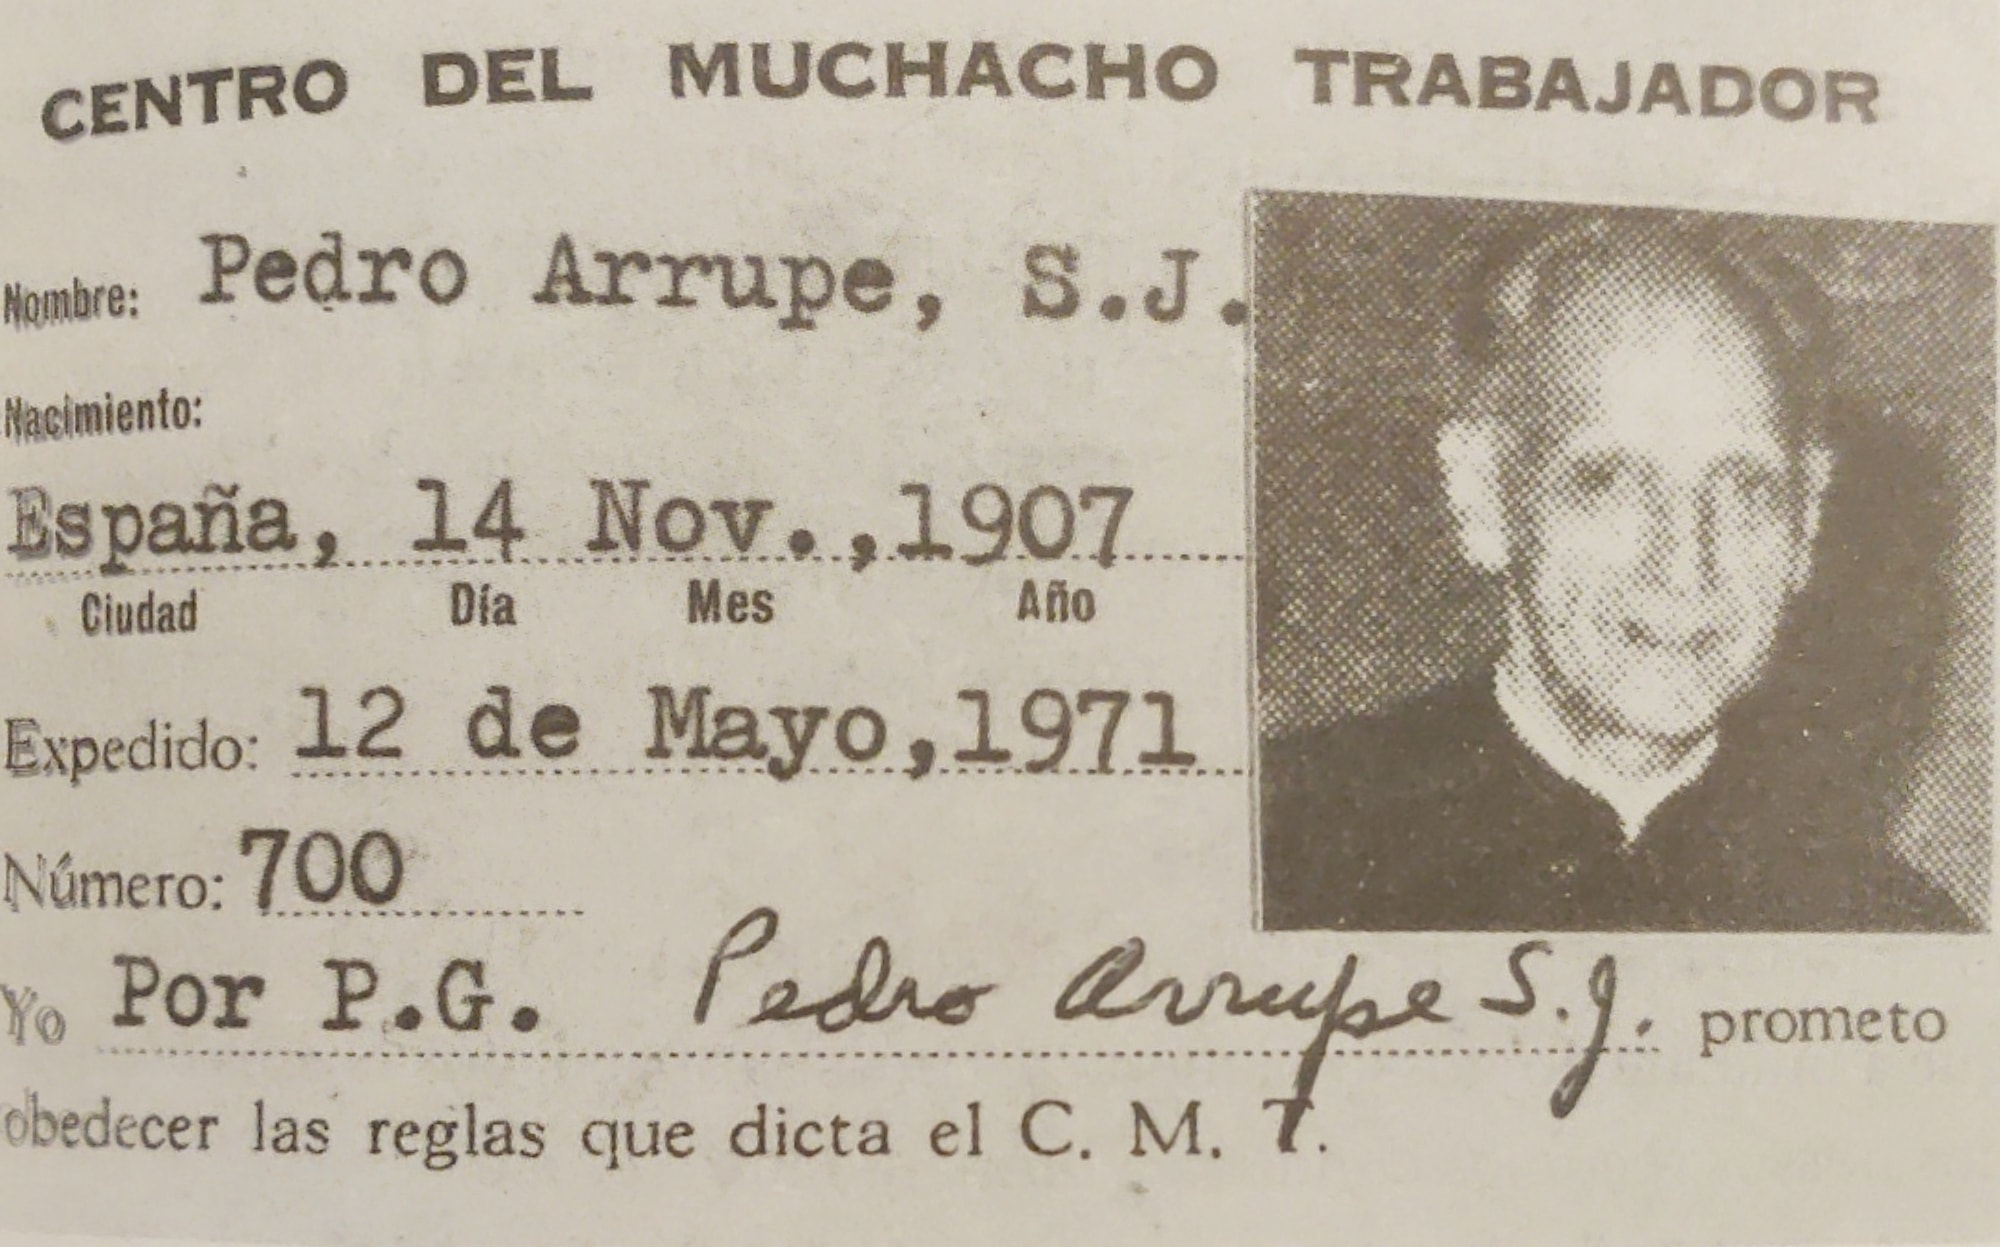 CENTRO DEL MUCHACHO TRABAJADOR
Nombre: Pedro Arrupe, S.J.
Nacimiento:
España, 14 Nov.,1907
Ciudad Día Mes Año
Expedido: 12 de Mayo,1971
Número: 700
Yo Por P.G. Pedro Arrupe S.J. prometo
obedecer las reglas que dicta el C. M. T.